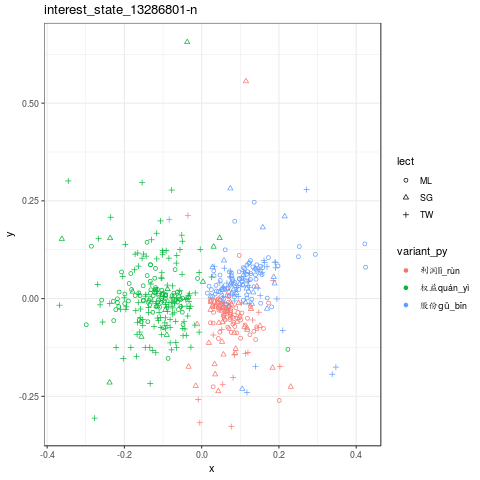 interest_state_13286801-n
0.50
0.25
0.00
-0.25
-0.4
-0.2
0.0
0.2
0.4
x
y
lect
ML
SG
TW
variant_py
利润lì_rùn
权益quán_yì
股份gǔ_bīn